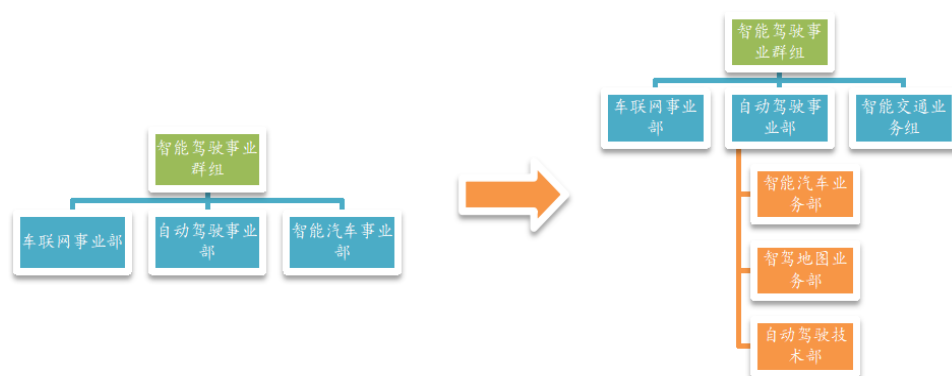 智能驾驶事业
群组
车联网事业部
自动驾驶事业
部
智能汽车事业
部
智能驾驶事
业群组
车联网事业
部
自动驾驶事
业部
智能交通业
务组
智能汽车业
务部
智驾地图业
务部
自动驾驶技
术部